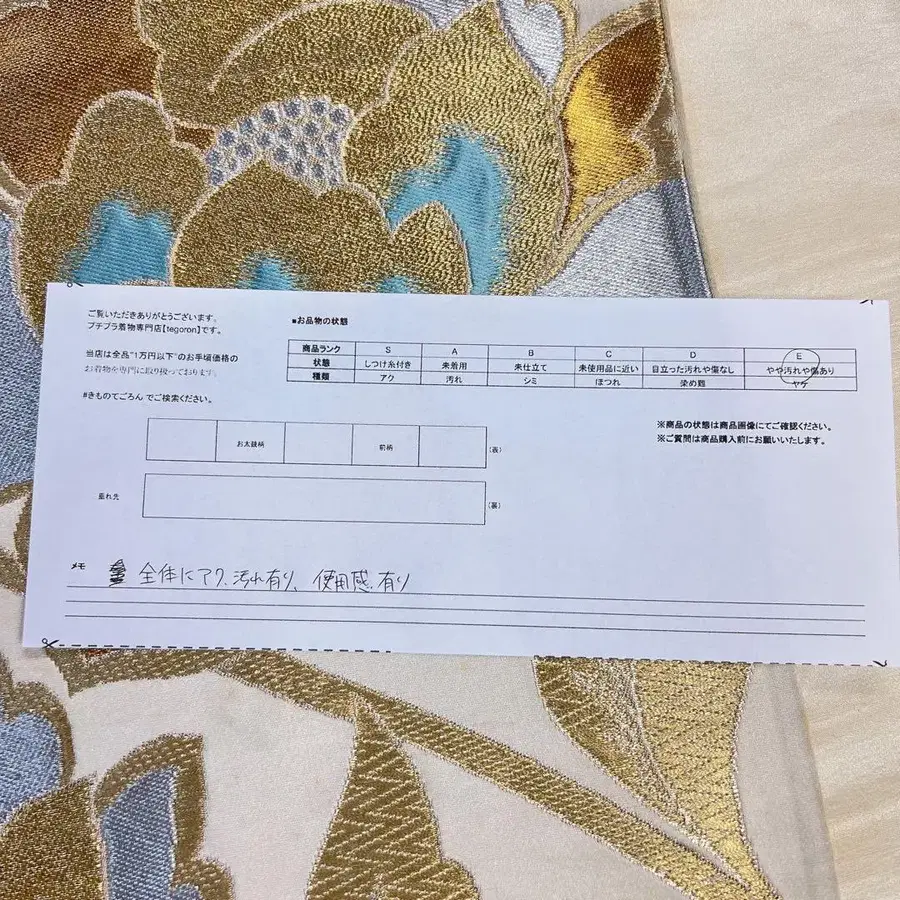 ご覧いただきありがとうございます。
プチプラ着物専門店【tegoron】です。
当店は全品"1万円以下"のお手頃価格の
お着物を専門に取り扱っております。
#きものてごろん でご検索ください。
■お品物の状態
商品ランク S A B C D E
状態 しつけ糸付き 未着用 未仕立て 未使用品に近い 目立った汚れや傷なし やや汚れや傷あり
種類 アク 汚れ シミ ほつれ 染め難 ヤケ
※商品の状態は商品画像にてご確認ください。
※ご質問は商品購入前にお願いいたします。
お太鼓柄 前柄 (表)
垂れ先 (裏)
メモ 全体にアク、汚れ有り、使用感有り